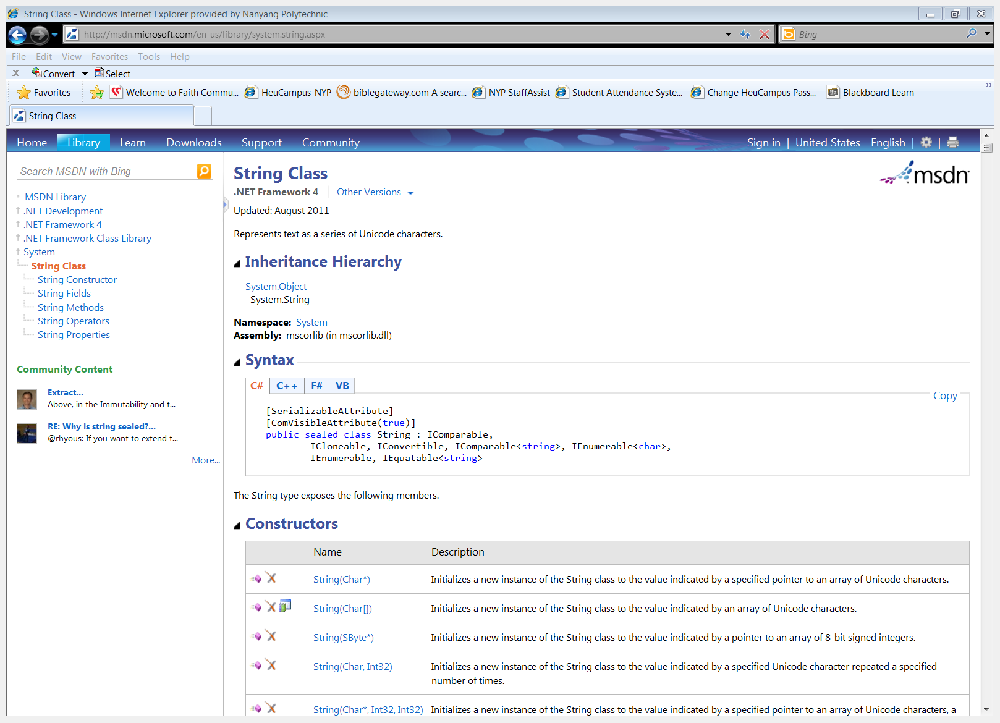 String Class - Windows Internet Explorer provided by Nanyang Polytechnic
http://msdn.microsoft.com/en-us/library/system.string.aspx
Bing
File Edit View Favorites Tools Help
x Convert Select
Favorites Welcome to Faith Commu... HeuCampus-NYP biblegateway.com A searc... NYP StaffAssist Student Attendance Syste... Change HeuCampus Pass... Bb Blackboard Learn »
String Class
Home Library Learn Downloads Support Community Sign in | United States - English | |
Search MSDN with Bing
MSDN Library
↑ .NET Development
↑ .NET Framework 4
↑ .NET Framework Class Library
↑ System
String Class
String Constructor
String Fields
String Methods
String Operators
String Properties
Community Content
Extract...
Above, in the Immutability and t...
RE: Why is string sealed?...
@rhyous: If you want to extend t...
More...
String Class
msdn
.NET Framework 4 Other Versions
Updated: August 2011
Represents text as a series of Unicode characters.
Inheritance Hierarchy
System.Object
System.String
Namespace: System
Assembly: mscorlib (in mscorlib.dll)
Syntax
C# C++ F# VB
Copy
[SerializableAttribute]
[ComVisibleAttribute(true)]
public sealed class String : IComparable,
ICloneable, IConvertible, IComparable<string>, IEnumerable<char>,
IEnumerable, IEquatable<string>
The String type exposes the following members.
Constructors
Name Description
String(Char*) Initializes a new instance of the String class to the value indicated by a specified pointer to an array of Unicode characters.
String(Char[]) Initializes a new instance of the String class to the value indicated by an array of Unicode characters.
String(SByte*) Initializes a new instance of the String class to the value indicated by a pointer to an array of 8-bit signed integers.
String(Char, Int32) Initializes a new instance of the String class to the value indicated by a specified Unicode character repeated a specified
number of times.
String(Char*, Int32, Int32) Initializes a new instance of the String class to the value indicated by a specified pointer to an array of Unicode characters, a